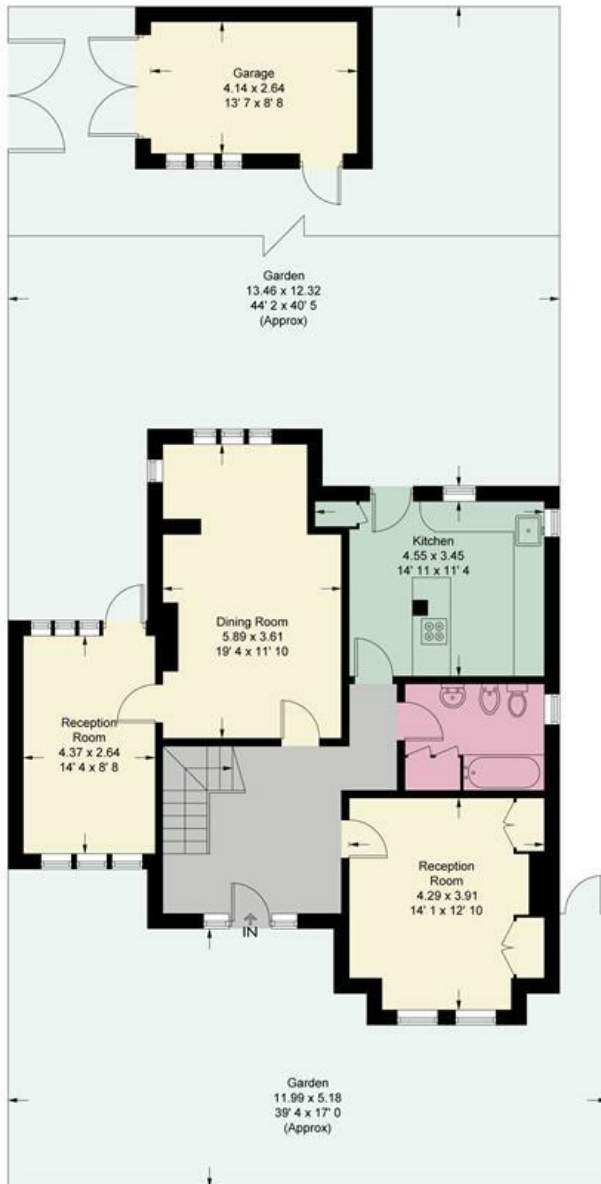 Garage
4.14 x 2.64
13' 7 x 8' 8
Garden
13.46 x 12.32
44' 2 x 40' 5
(Approx)
Kitchen
4.55 x 3.45
14' 11 x 11' 4
Dining Room
5.89 x 3.61
19' 4 x 11' 10
Reception
Room
4.37 x 2.64
14' 4 x 8' 8
Reception
Room
4.29 x 3.91
14' 1 x 12' 10
IN
Garden
11.99 x 5.18
39' 4 x 17' 0
(Approx)